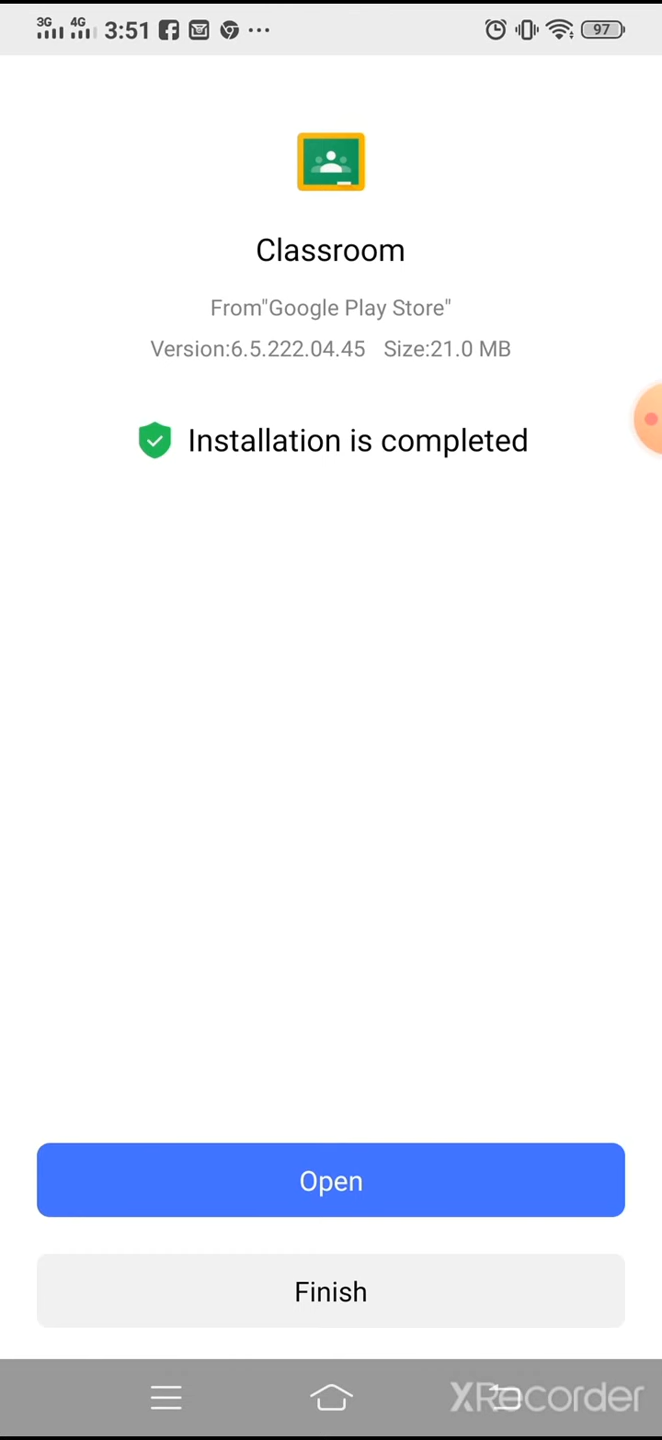 3G 4G 3:51 97
Classroom
From"Google Play Store"
Version:6.5.222.04.45 Size:21.0 MB
Installation is completed
Open
Finish
XRecorder